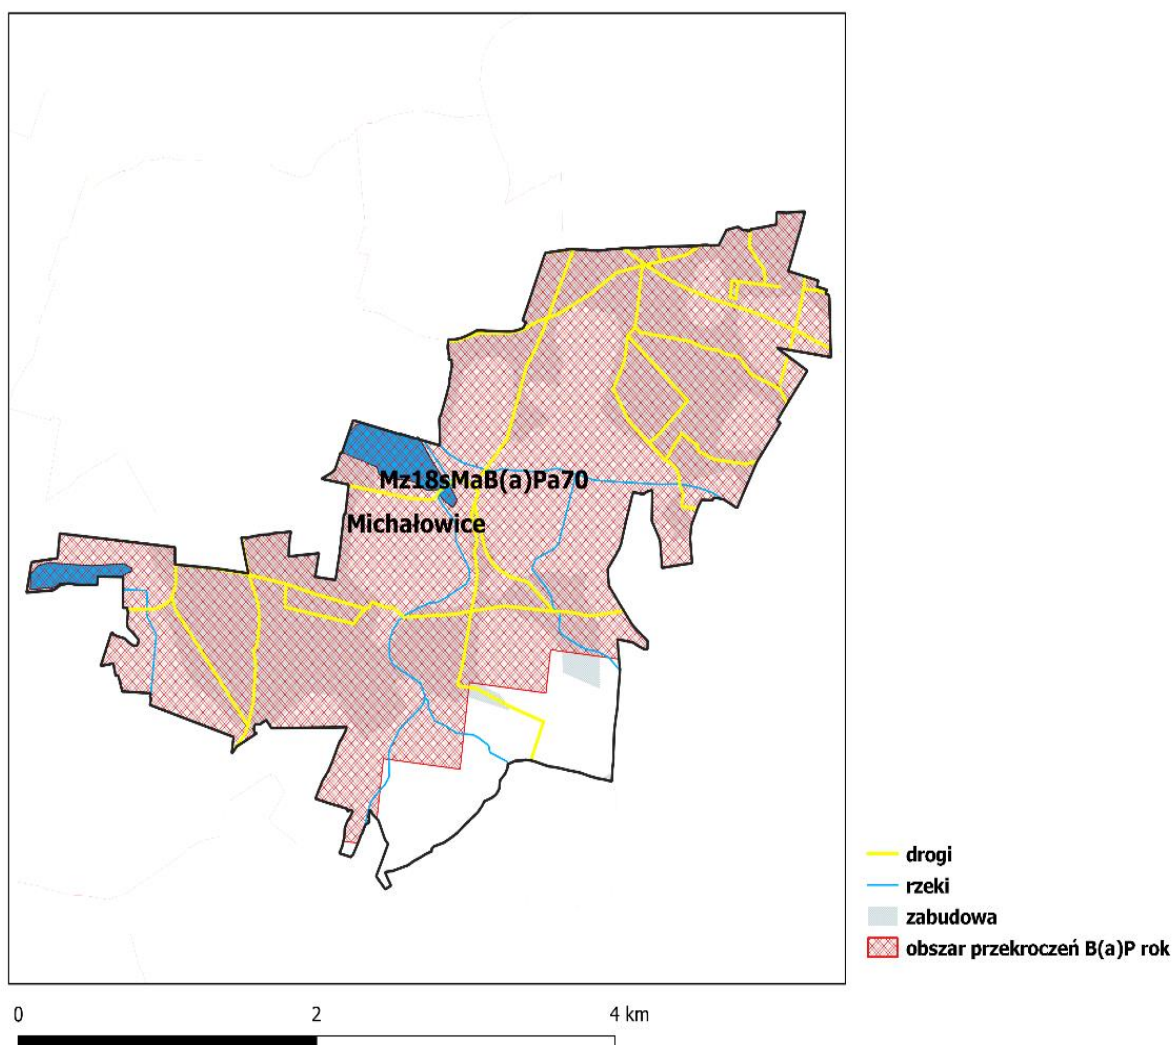 Mz18sMaB(a)Pa70
Michałowice
drogi
rzeki
zabudowa
obszar przekroczeń B(a)P rok
0 2 4 km